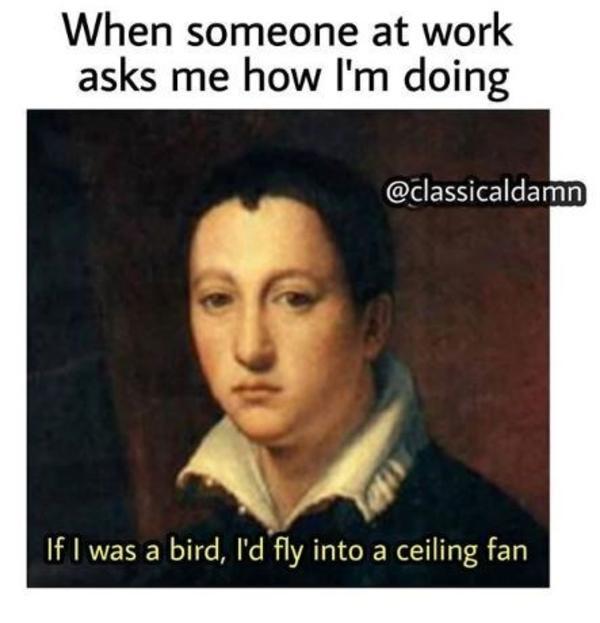 When someone at work
asks me how I'm doing
@classicaldamn
If I was a bird, I'd fly into a ceiling fan